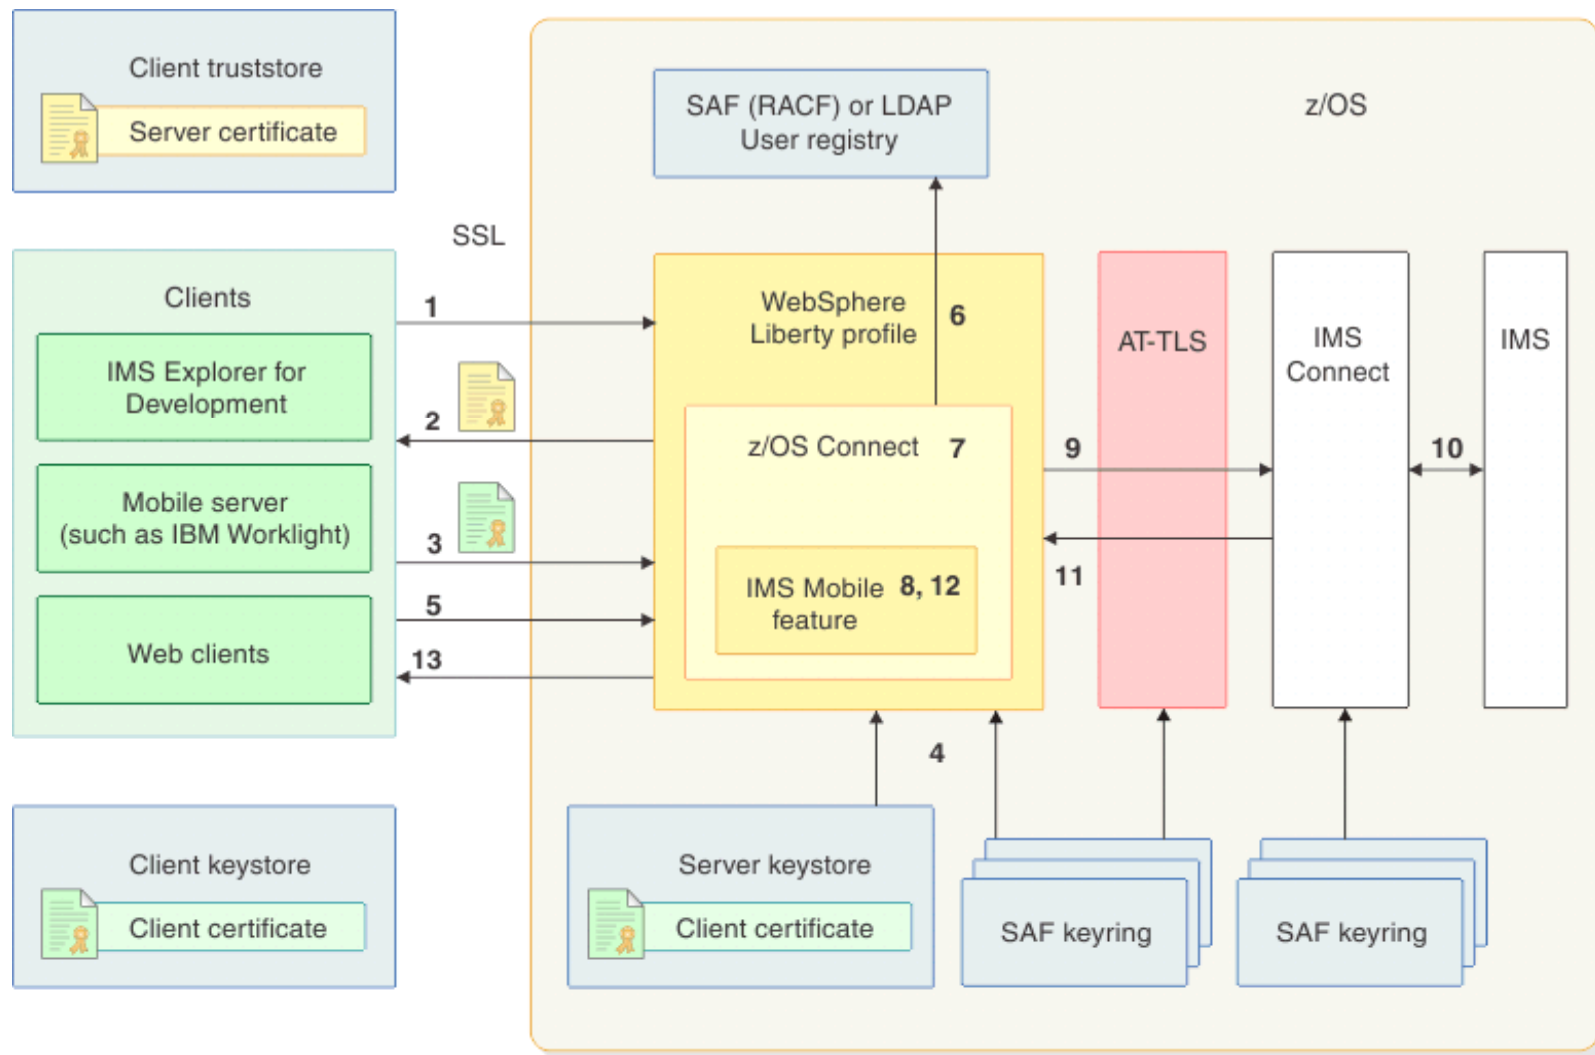 Client truststore
Server certificate
SAF (RACF) or LDAP
User registry
z/OS
SSL
Clients
IMS Explorer for
Development
Mobile server
(such as IBM Worklight)
Web clients
1
2
3
5
13
WebSphere
Liberty profile
6
z/OS Connect
7
IMS Mobile
feature
8, 12
AT-TLS
9
11
IMS
Connect
10
IMS
4
Client keystore
Client certificate
Server keystore
Client certificate
SAF keyring
SAF keyring